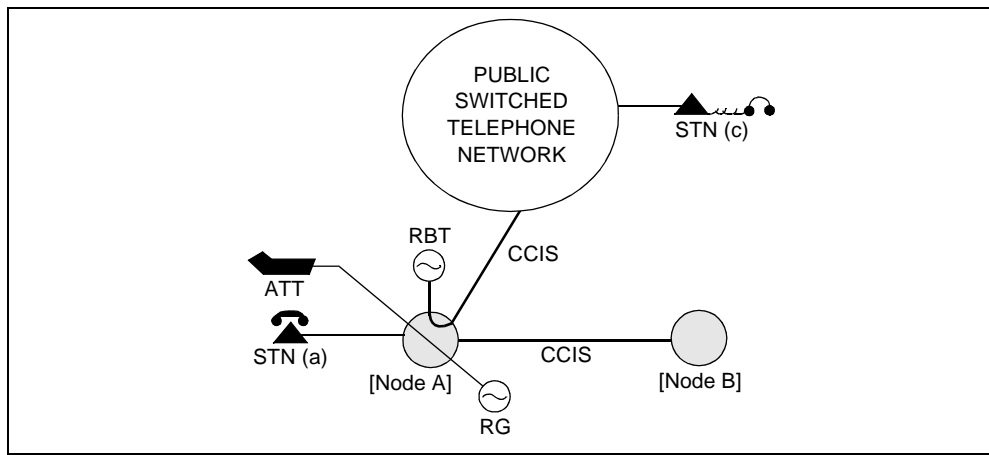 PUBLIC
SWITCHED
TELEPHONE
NETWORK
STN (c)
RBT
CCIS
ATT
STN (a)
CCIS
[Node A]
[Node B]
RG